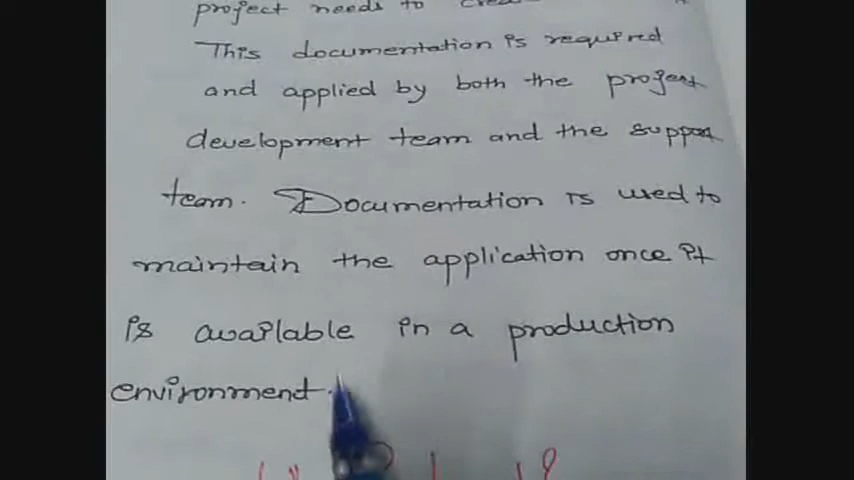 project needs to
This documentation is required
and applied by both the project
development team and the support
team. Documentation is used to
maintain the application once it
is available in a production
environment.